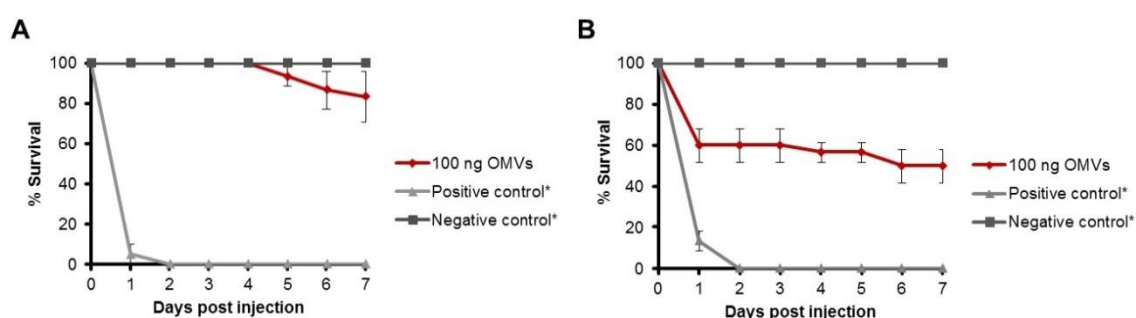 A
% Survival
100
80
60
40
20
0
0 1 2 3 4 5 6 7
Days post injection
100 ng OMVs
Positive control*
Negative control*
B
% Survival
100
80
60
40
20
0
0 1 2 3 4 5 6 7
Days post injection
100 ng OMVs
Positive control*
Negative control*